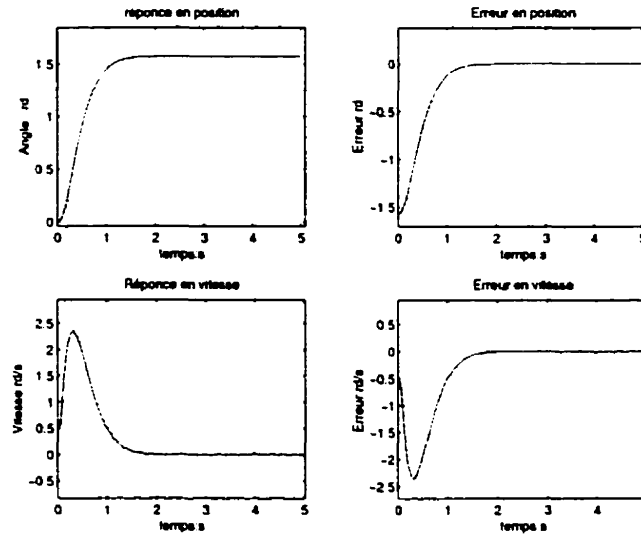 réponce en position
1.5
1
0.5
0
Angle rd
0 1 2 3 4 5
temps:s
Erreur en position
0
-0.5
-1
-1.5
Erreur rd
0 1 2 3 4 5
temps:s
Réponce en vitesse
2.5
2
1.5
1
0.5
0
-0.5
Vitesse rd/s
0 1 2 3 4 5
temps:s
Erreur en vitesse
0.5
0
-0.5
-1
-1.5
-2
-2.5
Erreur rd/s
0 1 2 3 4
temps s